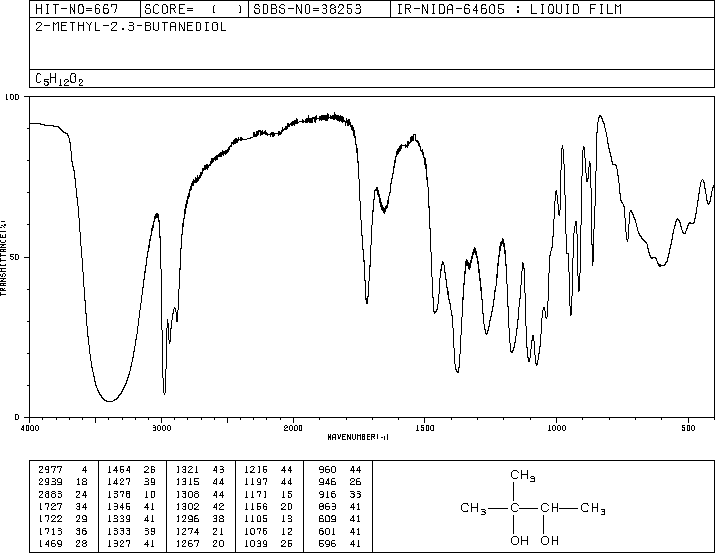 HIT-NO=667 SCORE= ( ) SDBS-NO=38253 IR-NIDA-64605 : LIQUID FILM
2-METHYL-2.3-BUTANEDIOL
C5H12O2
100
50
0
TRANSMITTANCE(%)
4000 3000 2000 1500 1000 500
WAVENUMBER(-1)
2977 4 1464 26 1321 43 1216 44 960 44
2939 18 1427 39 1315 44 1197 44 946 26
2883 24 1378 10 1308 44 1171 15 916 33
1727 34 1346 41 1302 42 1156 20 863 41
1722 29 1339 41 1296 38 1105 13 609 41
1713 36 1333 39 1274 21 1076 12 601 41
1469 28 1327 41 1267 20 1039 26 596 41
CH3
CH3 C CH CH3
OH OH